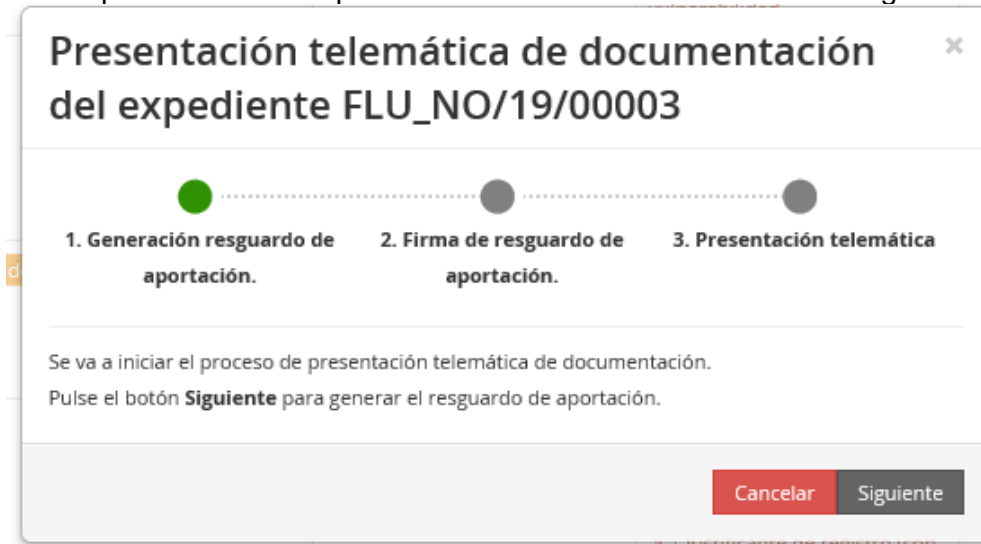 Presentación telemática de documentación
del expediente FLU_NO/19/00003
×
1. Generación resguardo de
aportación.
2. Firma de resguardo de
aportación.
3. Presentación telemática
Se va a iniciar el proceso de presentación telemática de documentación.
Pulse el botón Siguiente para generar el resguardo de aportación.
Cancelar
Siguiente